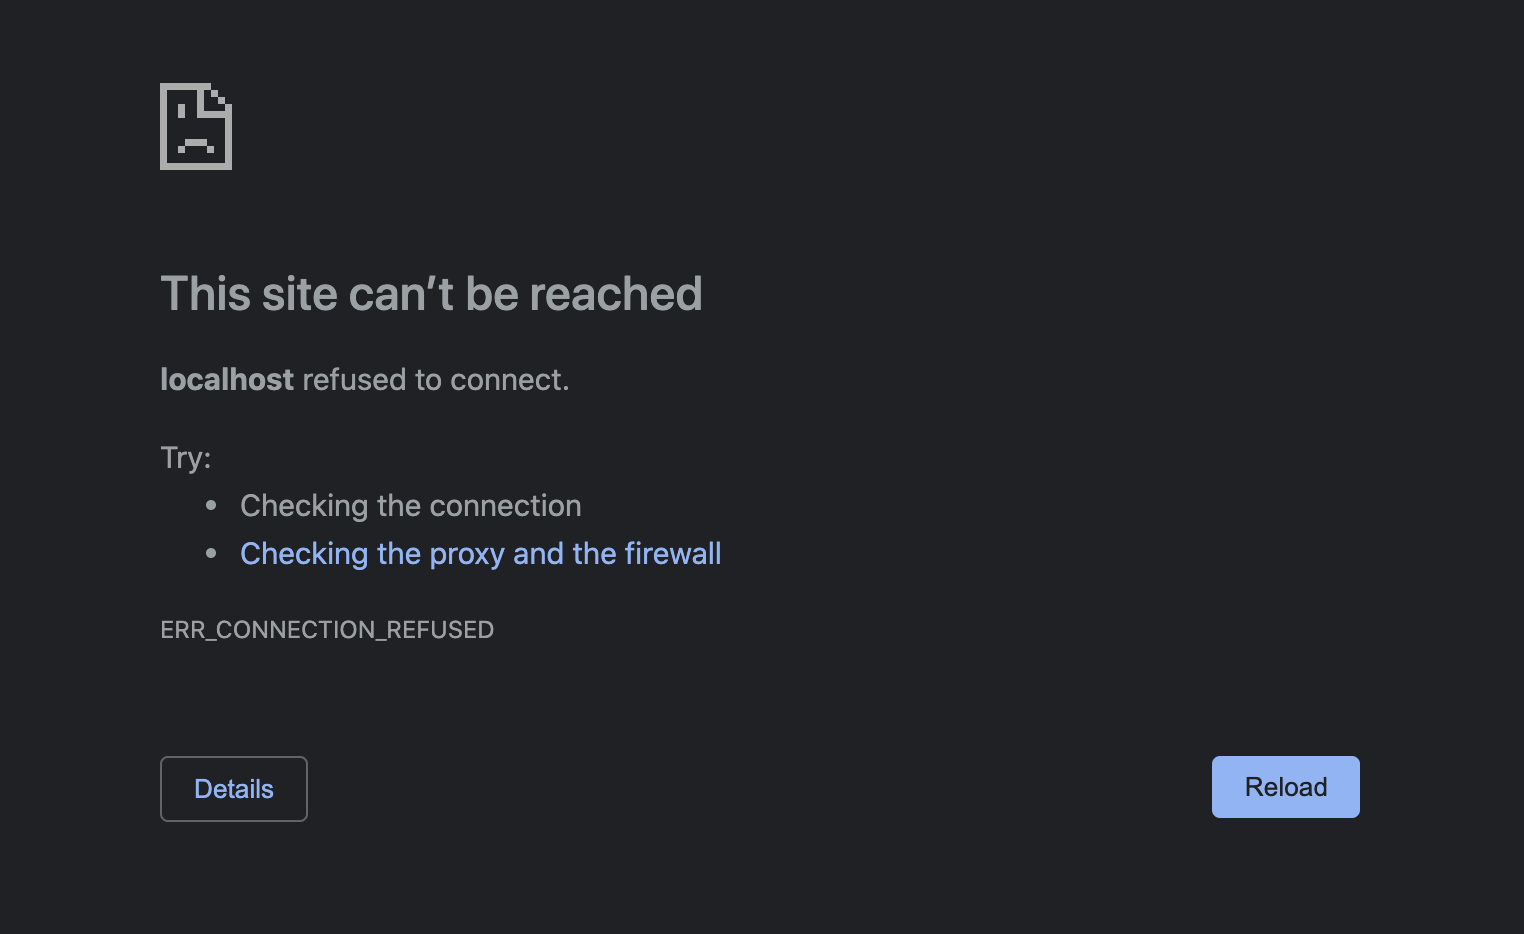 This site can’t be reached
localhost refused to connect.
Try:
• Checking the connection
• Checking the proxy and the firewall
ERR_CONNECTION_REFUSED
Details
Reload